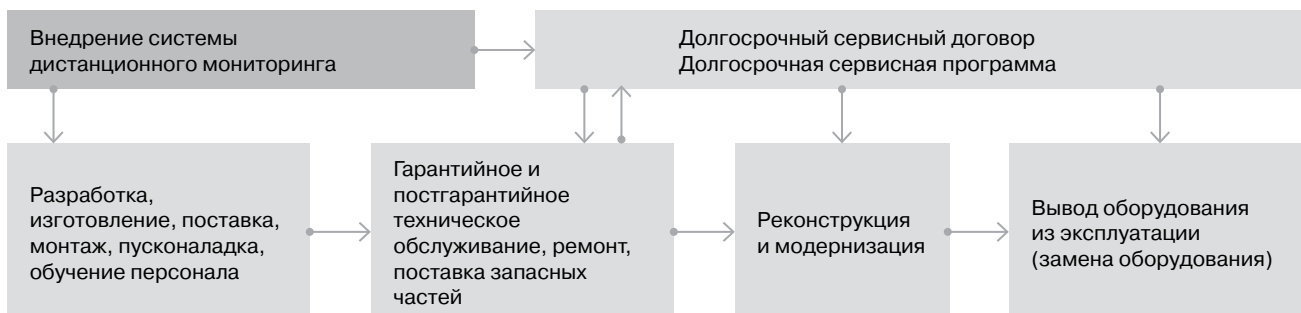 Внедрение системы
дистанционного мониторинга
Долгосрочный сервисный договор
Долгосрочная сервисная программа
Разработка,
изготовление, поставка,
монтаж, пусконаладка,
обучение персонала
Гарантийное и
постгарантийное
техническое
обслуживание, ремонт,
поставка запасных
частей
Реконструкция
и модернизация
Вывод оборудования
из эксплуатации
(замена оборудования)